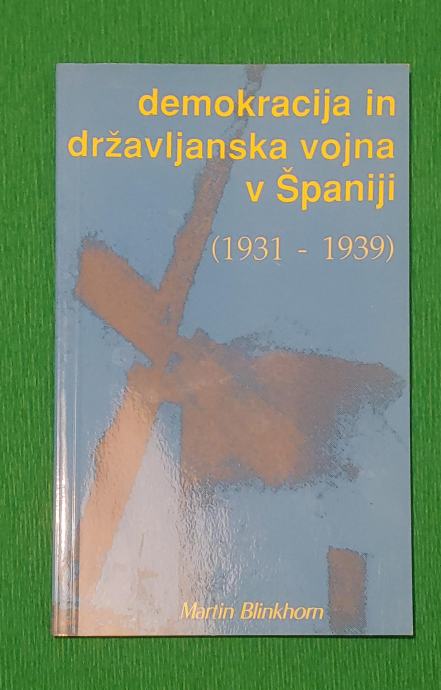 demokracija in
državljanska vojna
v Španiji
(1931 - 1939)
Martin Blinkhorn